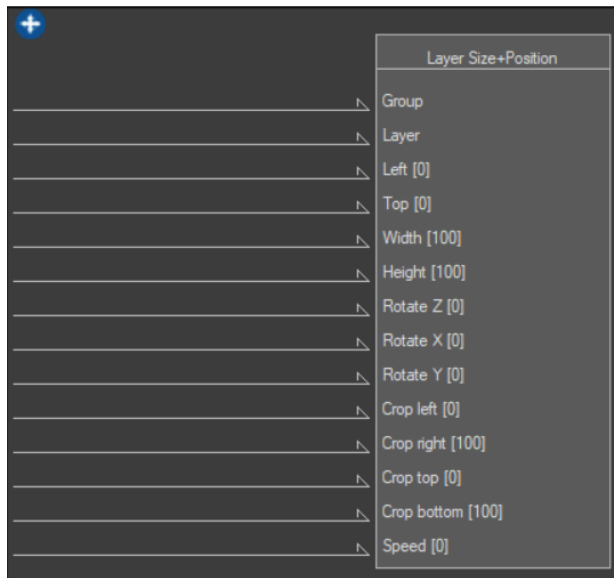 Layer Size+Position
Group
Layer
Left [0]
Top [0]
Width [100]
Height [100]
Rotate Z [0]
Rotate X [0]
Rotate Y [0]
Crop left [0]
Crop right [100]
Crop top [0]
Crop bottom [100]
Speed [0]